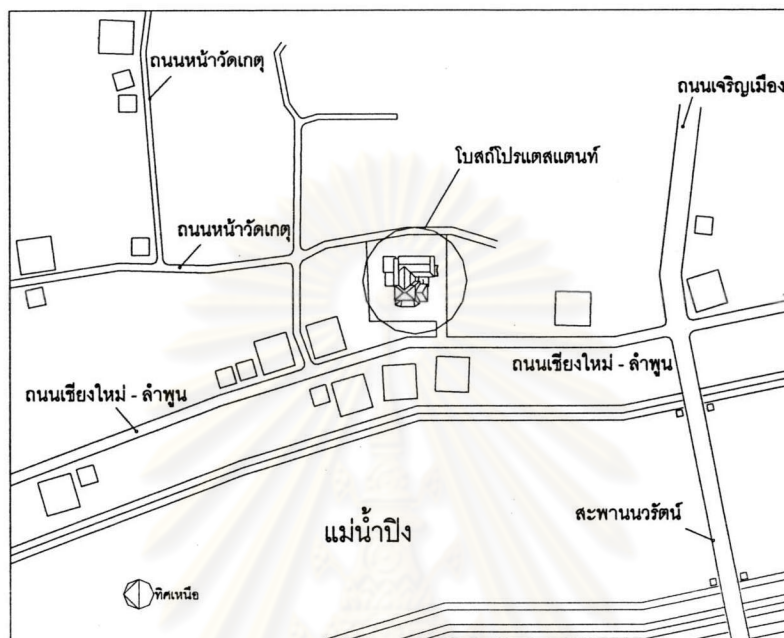 ถนนหน้าวัดเกตุ
ถนนเจริญเมือง
โบสถ์โปรแตสแตนท์
ถนนหน้าวัดเกตุ
ถนนเชียงใหม่ - ลำพูน
ถนนเชียงใหม่ - ลำพูน
สะพานนวรัตน์
แม่น้ำปิง
ทิศเหนือ